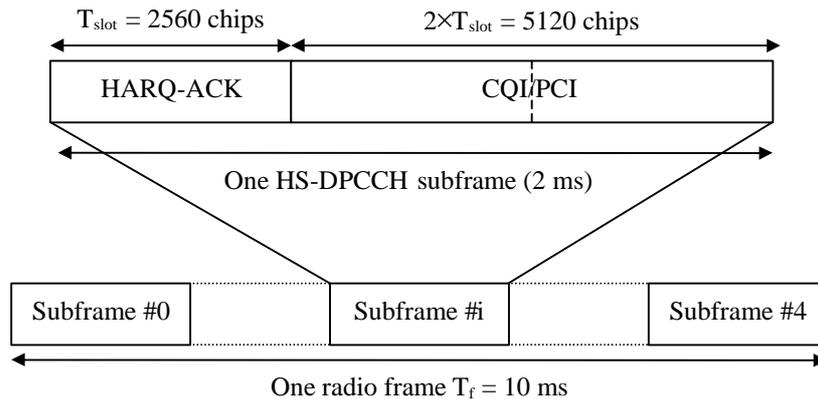 T_slot = 2560 chips
2×T_slot = 5120 chips
HARQ-ACK
CQI/PCI
One HS-DPCCH subframe (2 ms)
Subframe #0
Subframe #i
Subframe #4
One radio frame T_f = 10 ms